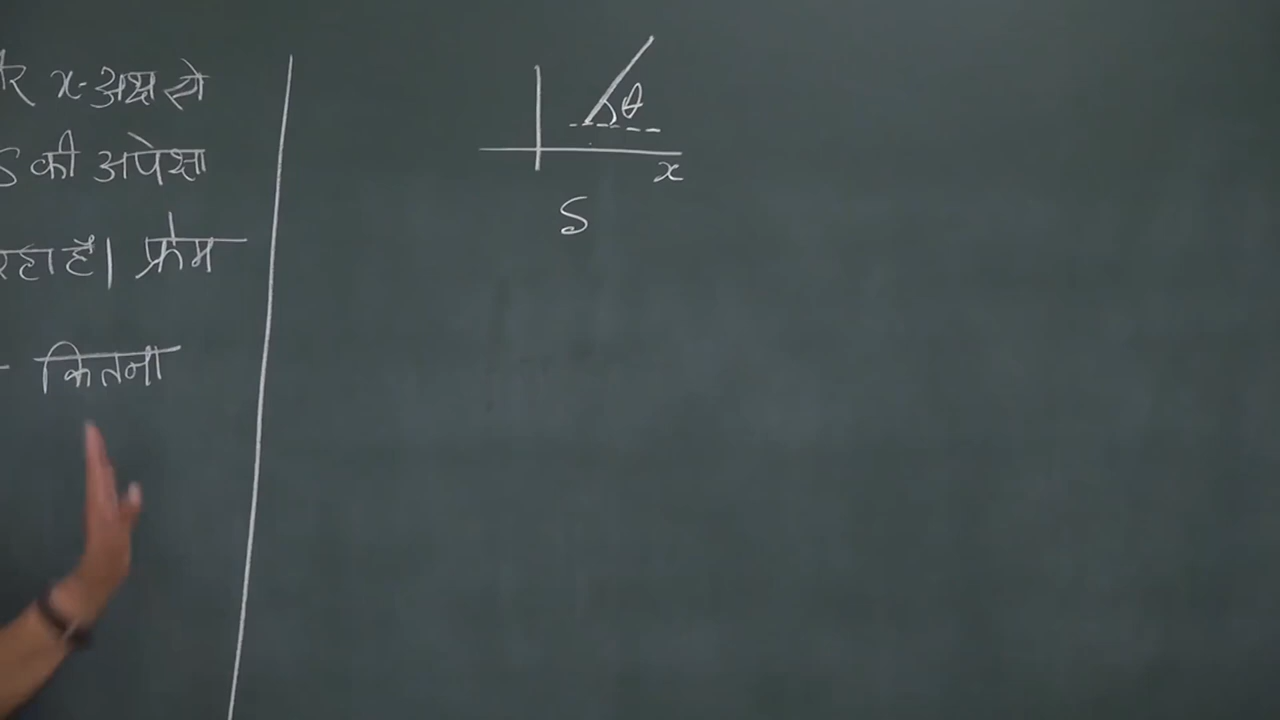 x-अक्ष से
S की अपेक्षा
रहा है। फ्रेम
- कितना
θ
x
S